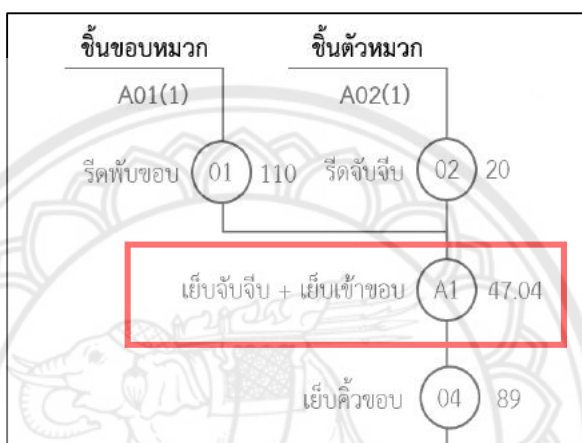 ชิ้นขอบหมวก ชิ้นตัวหมวก
A01(1) A02(1)
รีดพับขอบ 01 110 รีดจับจีบ 02 20
เย็บจับจีบ + เย็บเข้าขอบ A1 47.04
เย็บคิ้วขอบ 04 89